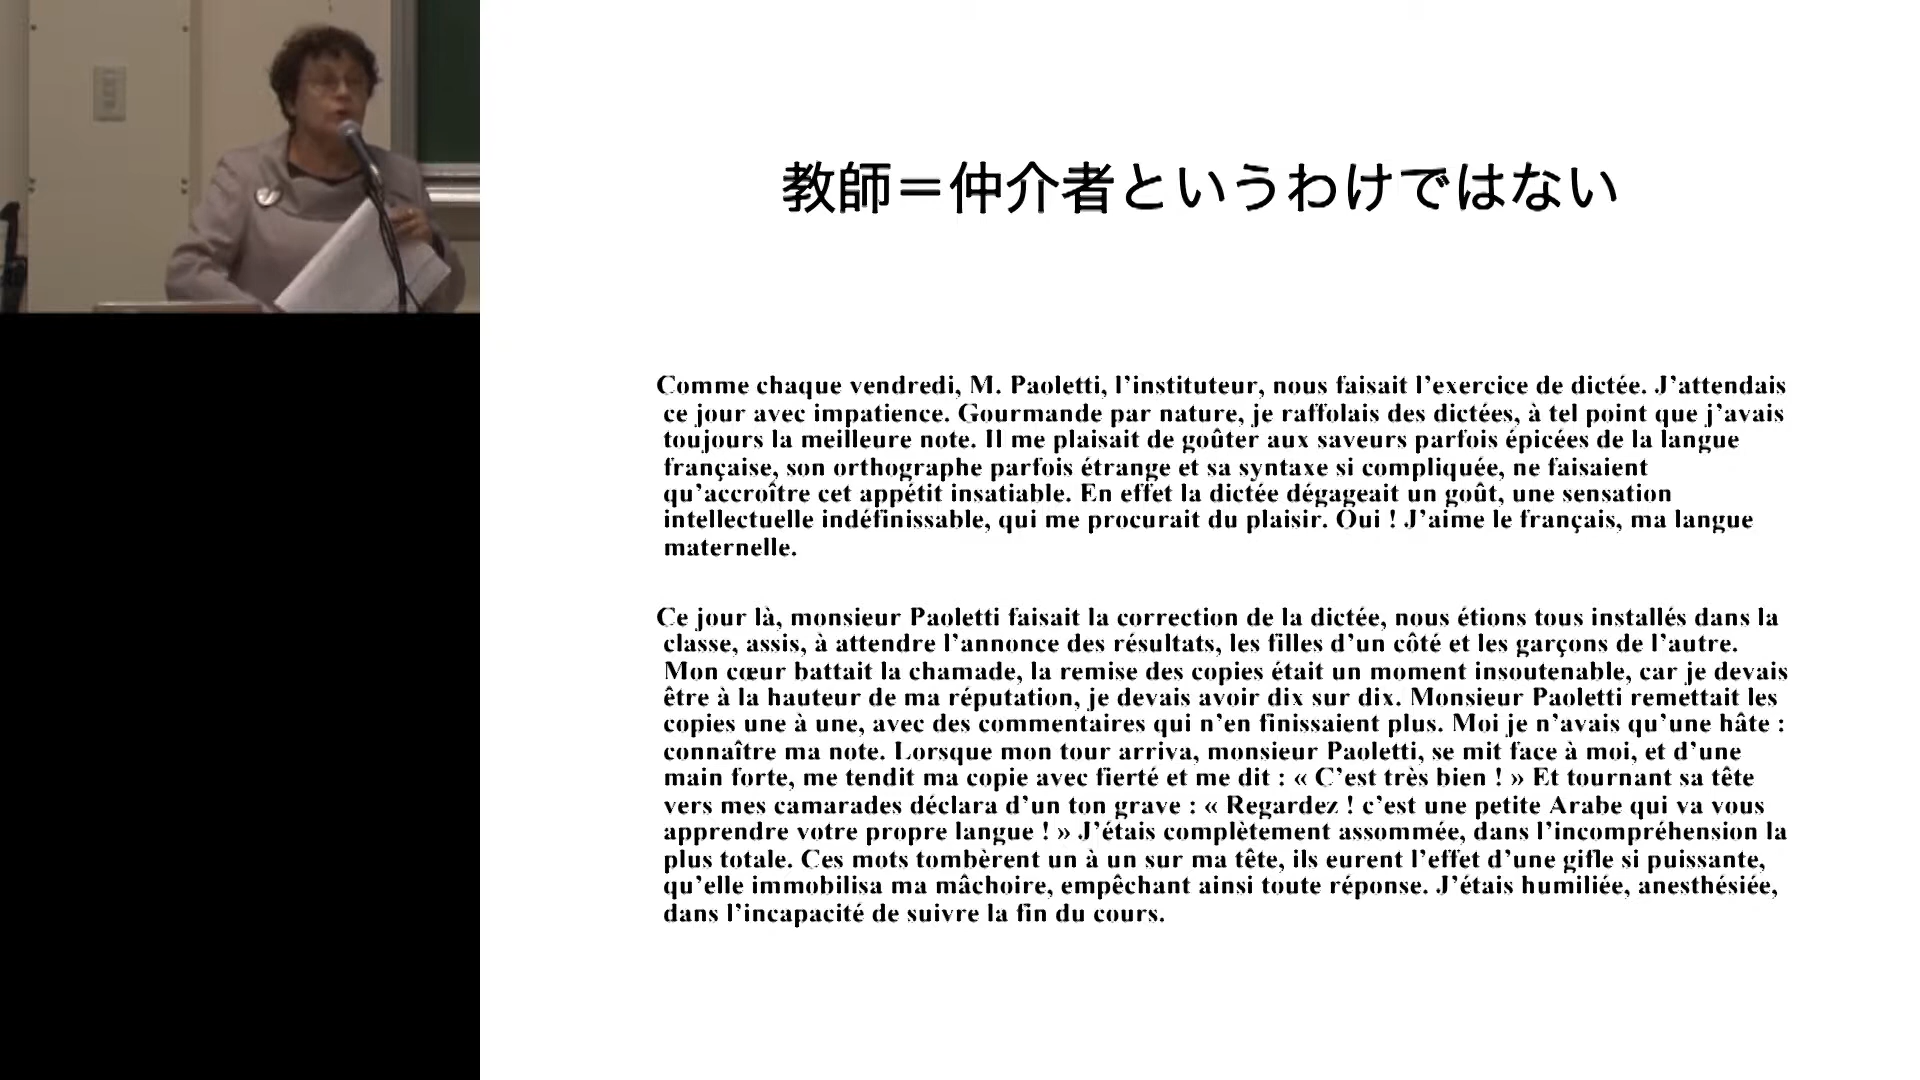 教師＝仲介者というわけではない
Comme chaque vendredi, M. Paoletti, l’instituteur, nous faisait l’exercice de dictée. J’attendais
ce jour avec impatience. Gourmande par nature, je raffolais des dictées, à tel point que j’avais
toujours la meilleure note. Il me plaisait de goûter aux saveurs parfois épicées de la langue
française, son orthographe parfois étrange et sa syntaxe si compliquée, ne faisaient
qu’accroître cet appétit insatiable. En effet la dictée dégageait un goût, une sensation
intellectuelle indéfinissable, qui me procurait du plaisir. Oui ! J’aime le français, ma langue
maternelle.
Ce jour là, monsieur Paoletti faisait la correction de la dictée, nous étions tous installés dans la
classe, assis, à attendre l’annonce des résultats, les filles d’un côté et les garçons de l’autre.
Mon cœur battait la chamade, la remise des copies était un moment insoutenable, car je devais
être à la hauteur de ma réputation, je devais avoir dix sur dix. Monsieur Paoletti remettait les
copies une à une, avec des commentaires qui n’en finissaient plus. Moi je n’avais qu’une hâte :
connaître ma note. Lorsque mon tour arriva, monsieur Paoletti, se mit face à moi, et d’une
main forte, me tendit ma copie avec fierté et me dit : « C’est très bien ! » Et tournant sa tête
vers mes camarades déclara d’un ton grave : « Regardez ! c’est une petite Arabe qui va vous
apprendre votre propre langue ! » J’étais complètement assommée, dans l’incompréhension la
plus totale. Ces mots tombèrent un à un sur ma tête, ils eurent l’effet d’une gifle si puissante,
qu’elle immobilisa ma mâchoire, empêchant ainsi toute réponse. J’étais humiliée, anesthésiée,
dans l’incapacité de suivre la fin du cours.